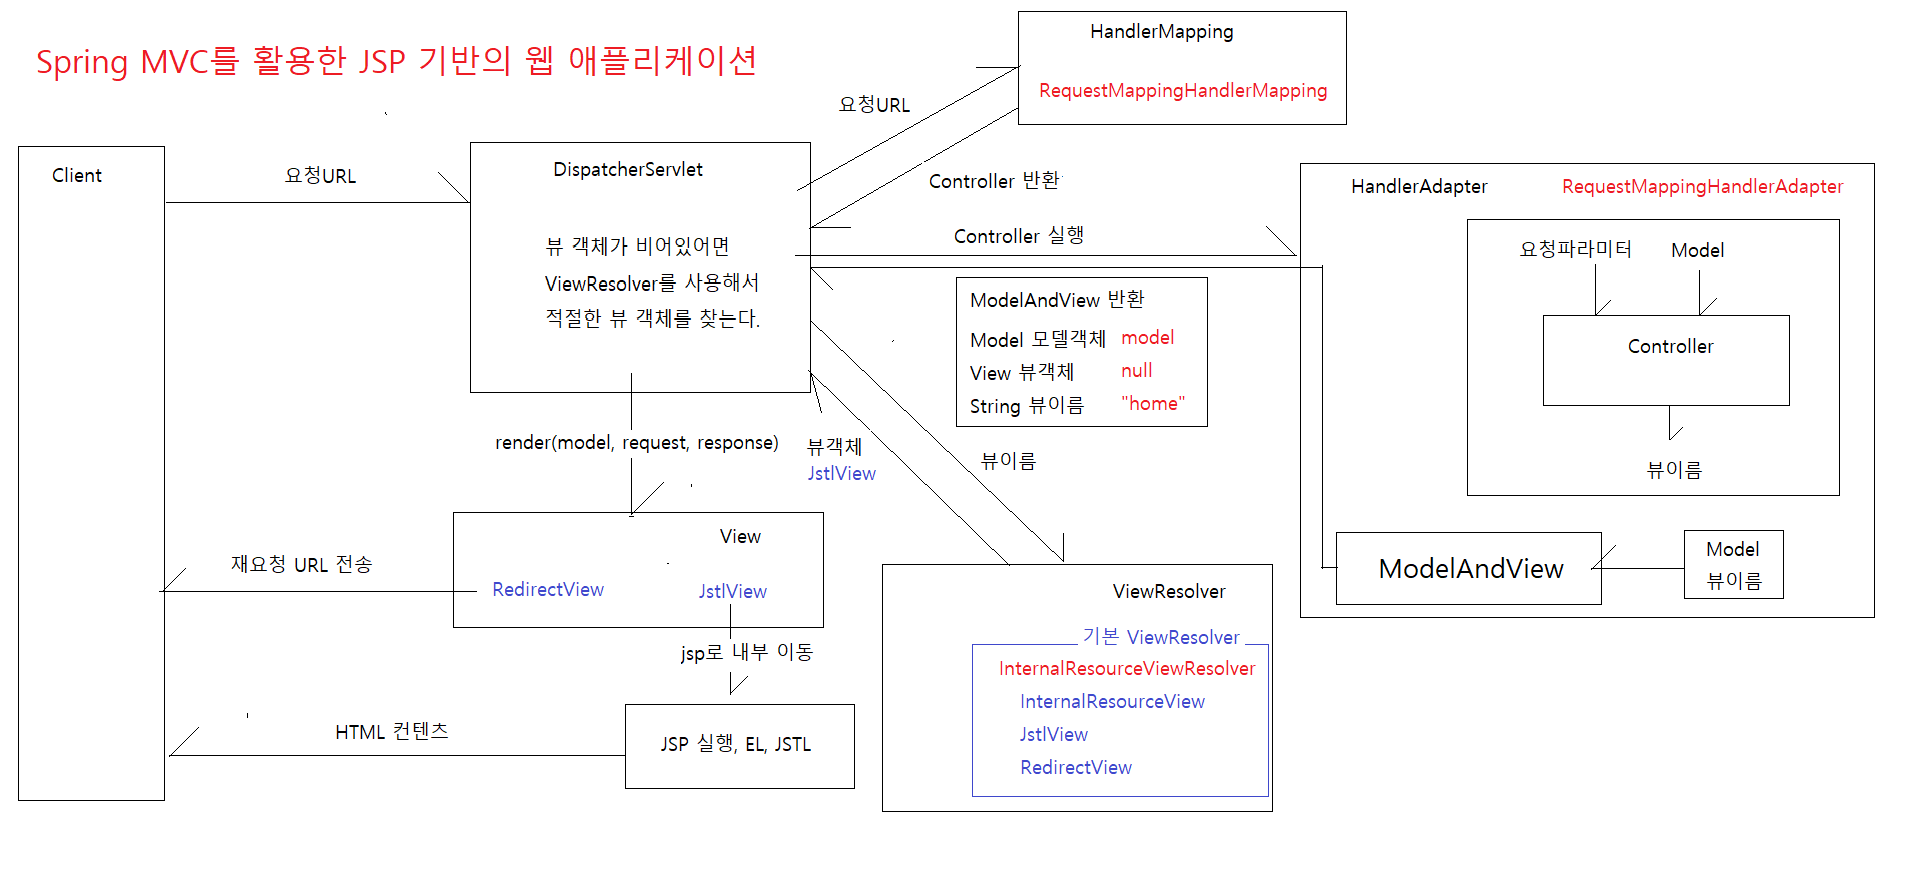 Spring MVC를 활용한 JSP 기반의 웹 애플리케이션
HandlerMapping
RequestMappingHandlerMapping
요청URL
Controller 반환
Client
요청URL
DispatcherServlet
뷰 객체가 비어있어면
ViewResolver를 사용해서
적절한 뷰 객체를 찾는다.
Controller 실행
HandlerAdapter RequestMappingHandlerAdapter
요청파라미터 Model
Controller
뷰이름
ModelAndView 반환
Model 모델객체 model
View 뷰객체 null
String 뷰이름 "home"
render(model, request, response)
뷰객체
JstlView
뷰이름
ModelAndView
Model
뷰이름
View
RedirectView JstlView
재요청 URL 전송
jsp로 내부 이동
HTML 컨텐츠
JSP 실행, EL, JSTL
ViewResolver
기본 ViewResolver
InternalResourceViewResolver
InternalResourceView
JstlView
RedirectView